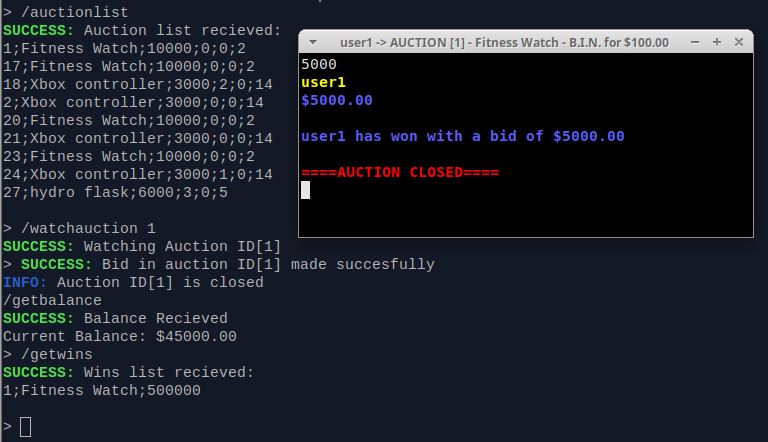 > /auctionlist
SUCCESS: Auction list recieved:
1;Fitness Watch;10000;0;0;2
17;Fitness Watch;10000;0;0;2
18;Xbox controller;3000;2;0;14
2;Xbox controller;3000;0;0;14
20;Fitness Watch;10000;0;0;2
21;Xbox controller;3000;0;0;14
23;Fitness Watch;10000;0;0;2
24;Xbox controller;3000;1;0;14
27;hydro flask;6000;3;0;5
> /watchauction 1
SUCCESS: Watching Auction ID[1]
> SUCCESS: Bid in auction ID[1] made succesfully
INFO: Auction ID[1] is closed
/getbalance
SUCCESS: Balance Recieved
Current Balance: $45000.00
> /getwins
SUCCESS: Wins list recieved:
1;Fitness Watch;500000
>
user1 -> AUCTION [1] - Fitness Watch - B.I.N. for $100.00
5000
user1
$5000.00
user1 has won with a bid of $5000.00
====AUCTION CLOSED====